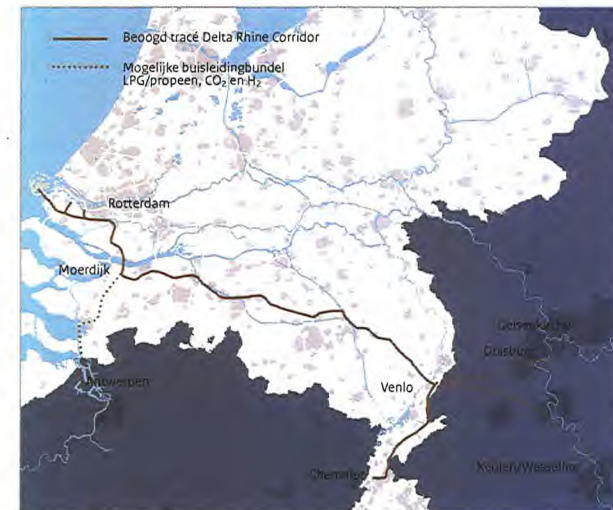 Beoogd tracé Delta Rhine Corridor
Mogelijke buisleidingbundel
LPG/propeen, CO₂ en H₂
Rotterdam
Moerdijk
Gelsenkirchen
Duisburg
Antwerpen
Venlo
Chemelot
Keulen/Wesseling